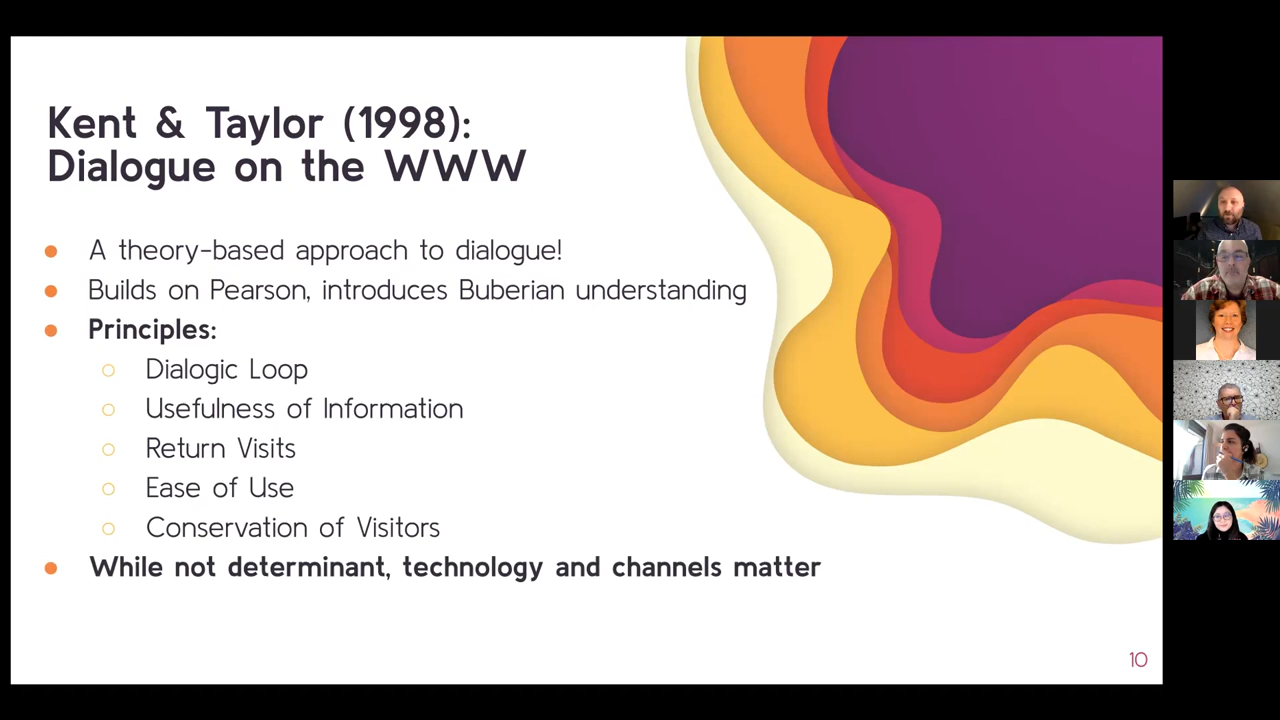 Kent & Taylor (1998):
Dialogue on the WWW
A theory-based approach to dialogue!
Builds on Pearson, introduces Buberian understanding
Principles:
Dialogic Loop
Usefulness of Information
Return Visits
Ease of Use
Conservation of Visitors
While not determinant, technology and channels matter
10